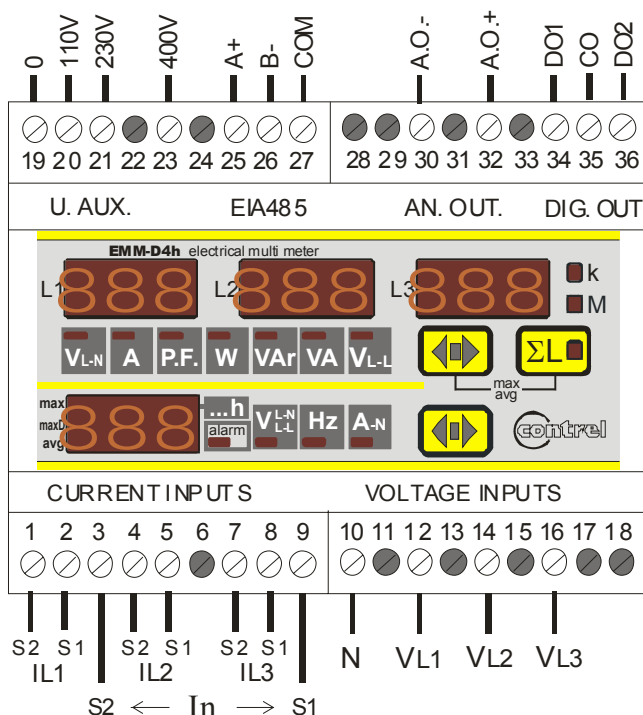 0 110V 230V 400V A+ B- COM A.O.- A.O.+ DO1 CO DO2
19 20 21 22 23 24 25 26 27 28 29 30 31 32 33 34 35 36
U. AUX. EIA485 AN. OUT. DIG. OUT
EMM-D4h electrical multi meter
L1 888 L2 888 L3 888 k
M
VL-N A P.F. W VAr VA VL-L ΣL
max
avg
max
maxD
avg
888 ...h
alarm
VL-N
L-L
Hz A-N contrel
CURRENT INPUTS VOLTAGE INPUTS
1 2 3 4 5 6 7 8 9 10 11 12 13 14 15 16 17 18
S2 S1 S2 S1 S2 S1 N VL1 VL2 VL3
IL1 IL2 IL3
S2 ← In → S1